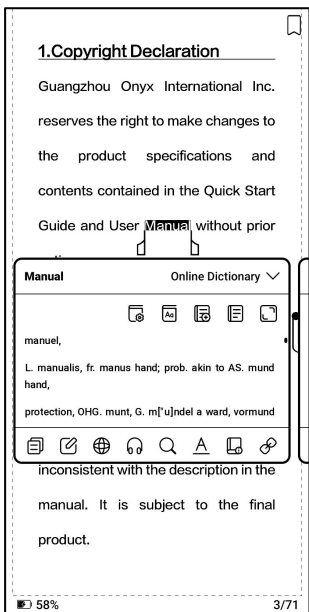 1.Copyright Declaration
Guangzhou Onyx International Inc.
reserves the right to make changes to
the product specifications and
contents contained in the Quick Start
Guide and User Manual without prior
Manual
Online Dictionary
Aa
manuel,
L. manualis, fr. manus hand; prob. akin to AS. mund
hand,
protection, OHG. munt, G. m["u]ndel a ward, vormund
A
inconsistent with the description in the
manual. It is subject to the final
product.
58%
3/71